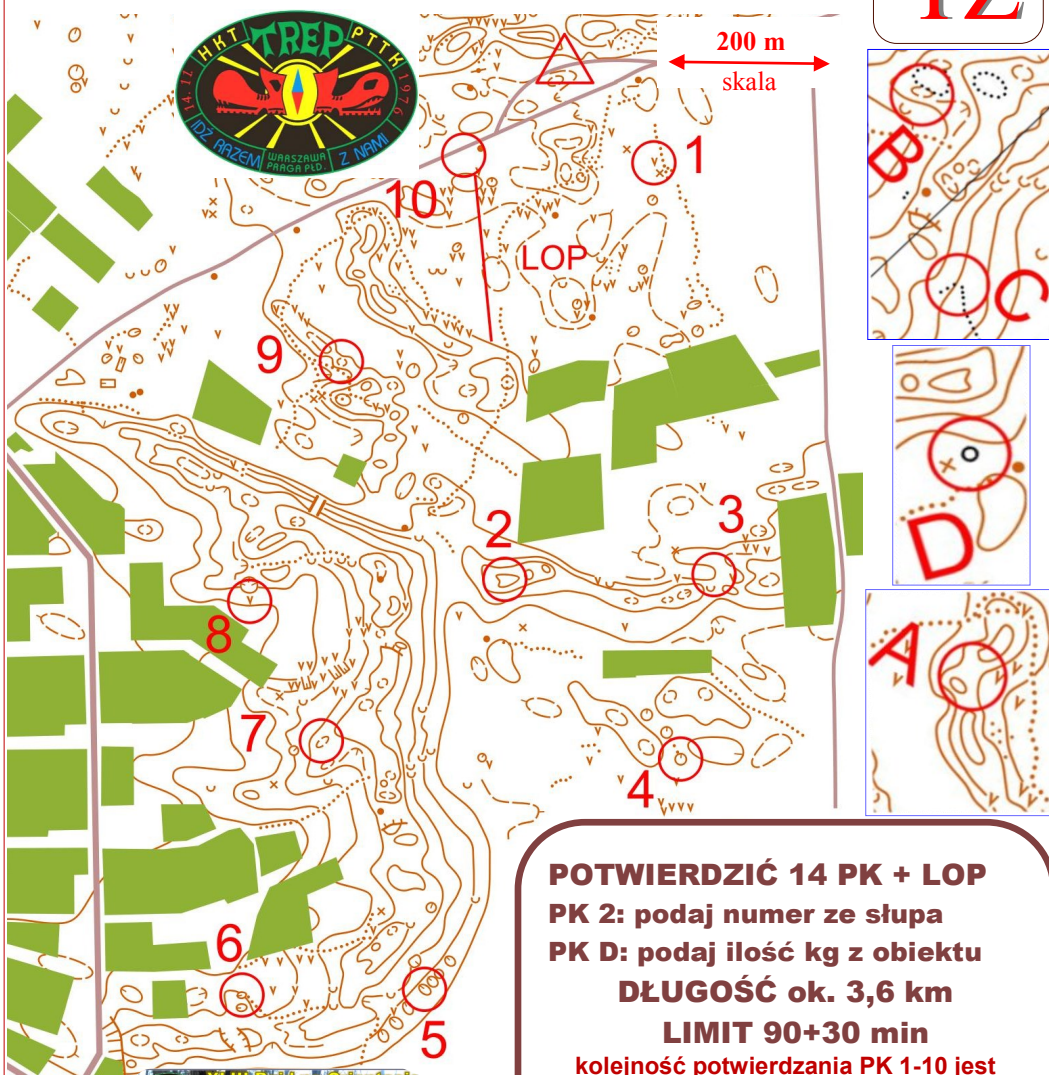 14. 11 HKT TREP PTTK 1976
IDŹ RAZEM WARSZAWA Z NAMI
PRAGA PŁD.
200 m
skala
TZ
1
10
LOP
B
C
9
2
3
D
8
A
7
4
6
5
POTWIERDZIĆ 14 PK + LOP
PK 2: podaj numer ze słupa
PK D: podaj ilość kg z obiektu
DŁUGOŚĆ ok. 3,6 km
LIMIT 90+30 min
kolejność potwierdzania PK 1-10 jest